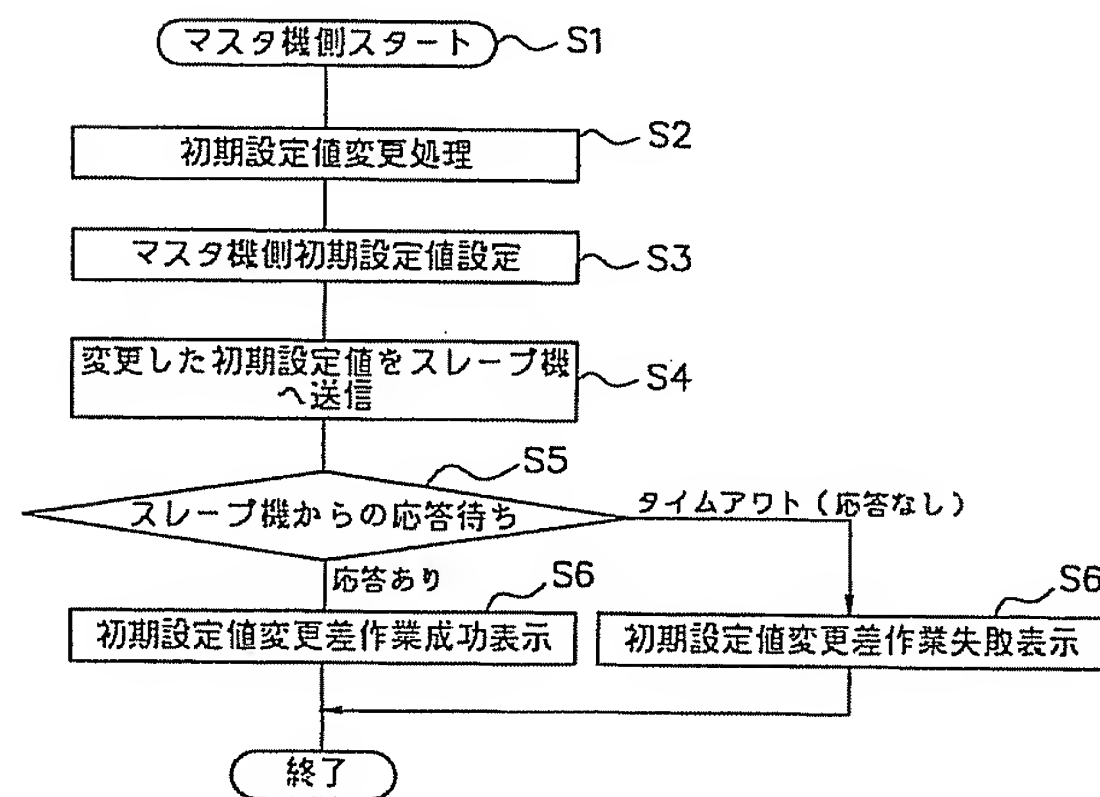 マスタ機側スタート S1
初期設定値変更処理 S2
マスタ機側初期設定値設定 S3
変更した初期設定値をスレーブ機
へ送信 S4
スレーブ機からの応答待ち S5
タイムアウト(応答なし)
応答あり
初期設定値変更差作業成功表示 S6
初期設定値変更差作業失敗表示 S6
終了